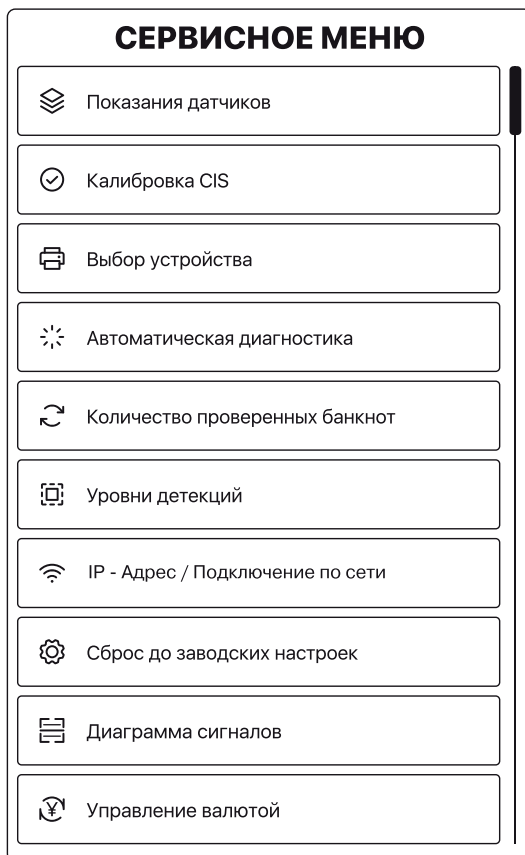 СЕРВИСНОЕ МЕНЮ
Показания датчиков
Калибровка CIS
Выбор устройства
Автоматическая диагностика
Количество проверенных банкнот
Уровни детекций
IP - Адрес / Подключение по сети
Сброс до заводских настроек
Диаграмма сигналов
Управление валютой